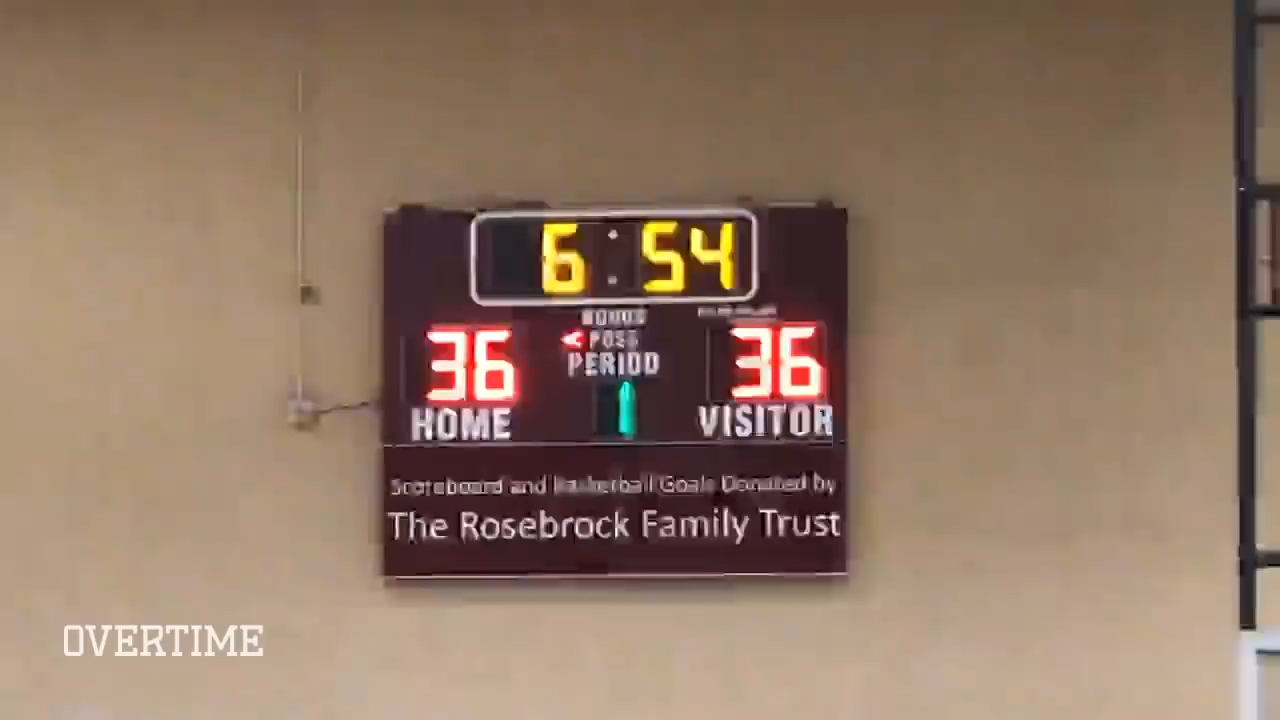 6:54
BONUS
POSS
36 PERIOD 36
HOME 1 VISITOR
Scoreboard and Basketball Goals Donated by
The Rosebrock Family Trust
OVERTIME